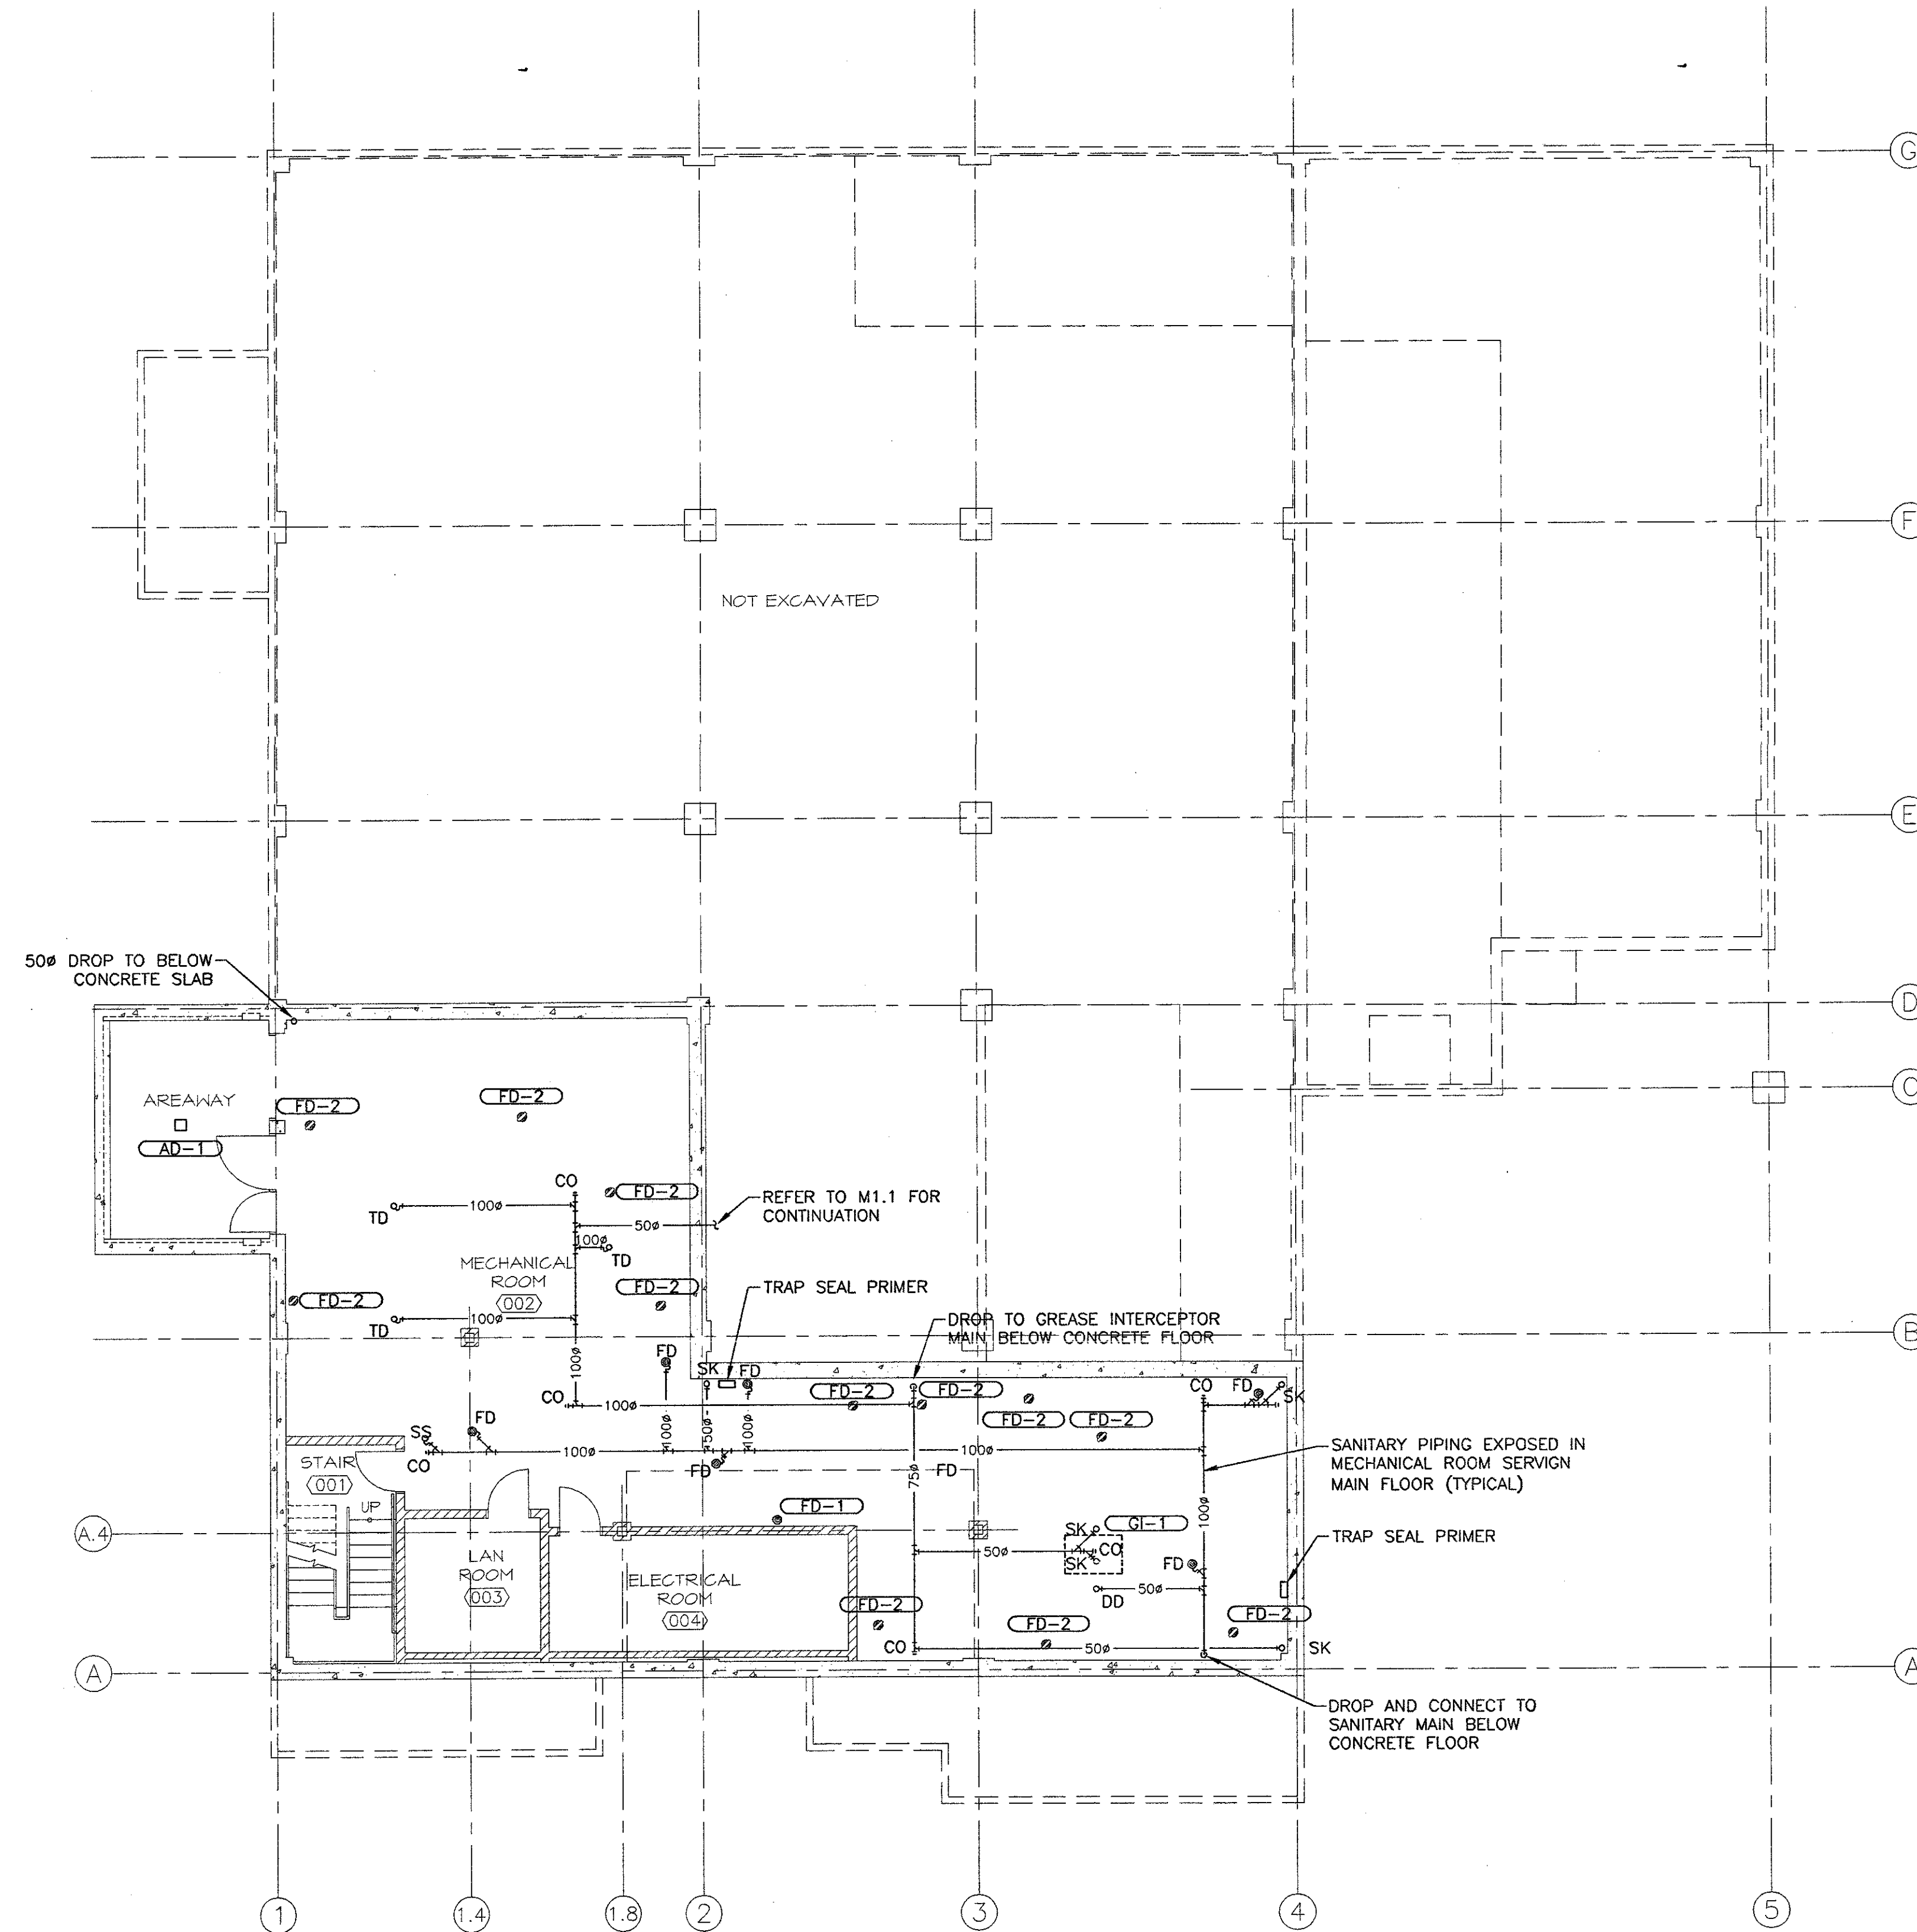 G
F
NOT EXCAVATED
E
50ø DROP TO BELOW
CONCRETE SLAB
D
C
AREAWAY
AD-1
FD-2
FD-2
CO
FD-2
100ø
TD
50ø
REFER TO M1.1 FOR
CONTINUATION
100ø
TD
MECHANICAL
ROOM
002
FD-2
FD-2
TRAP SEAL PRIMER
100ø
TD
DROP TO GREASE INTERCEPTOR
MAIN BELOW CONCRETE FLOOR
B
100ø
FD
SK
FD
CO
100ø
FD-2
FD-2
FD-2
FD-2
CO
FD
SK
SS
CO
FD
100ø
100ø
50ø
100ø
FD
100ø
75ø
FD
SANITARY PIPING EXPOSED IN
MECHANICAL ROOM SERVIGN
MAIN FLOOR (TYPICAL)
STAIR
001
UP
FD-1
100ø
A.4
SK
GI-1
50ø
CO
SK
FD
TRAP SEAL PRIMER
LAN
ROOM
003
ELECTRICAL
ROOM
004
50ø
DD
FD-2
FD-2
FD-2
CO
50ø
SK
A
A
DROP AND CONNECT TO
SANITARY MAIN BELOW
CONCRETE FLOOR
1
1.4
1.8
2
3
4
5